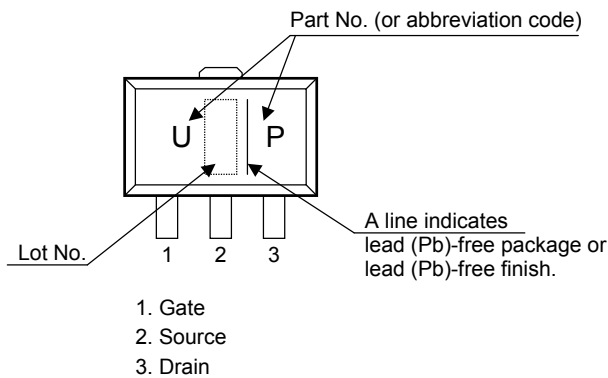 Part No. (or abbreviation code)
U P
Lot No.
1 2 3
A line indicates
lead (Pb)-free package or
lead (Pb)-free finish.
1. Gate
2. Source
3. Drain